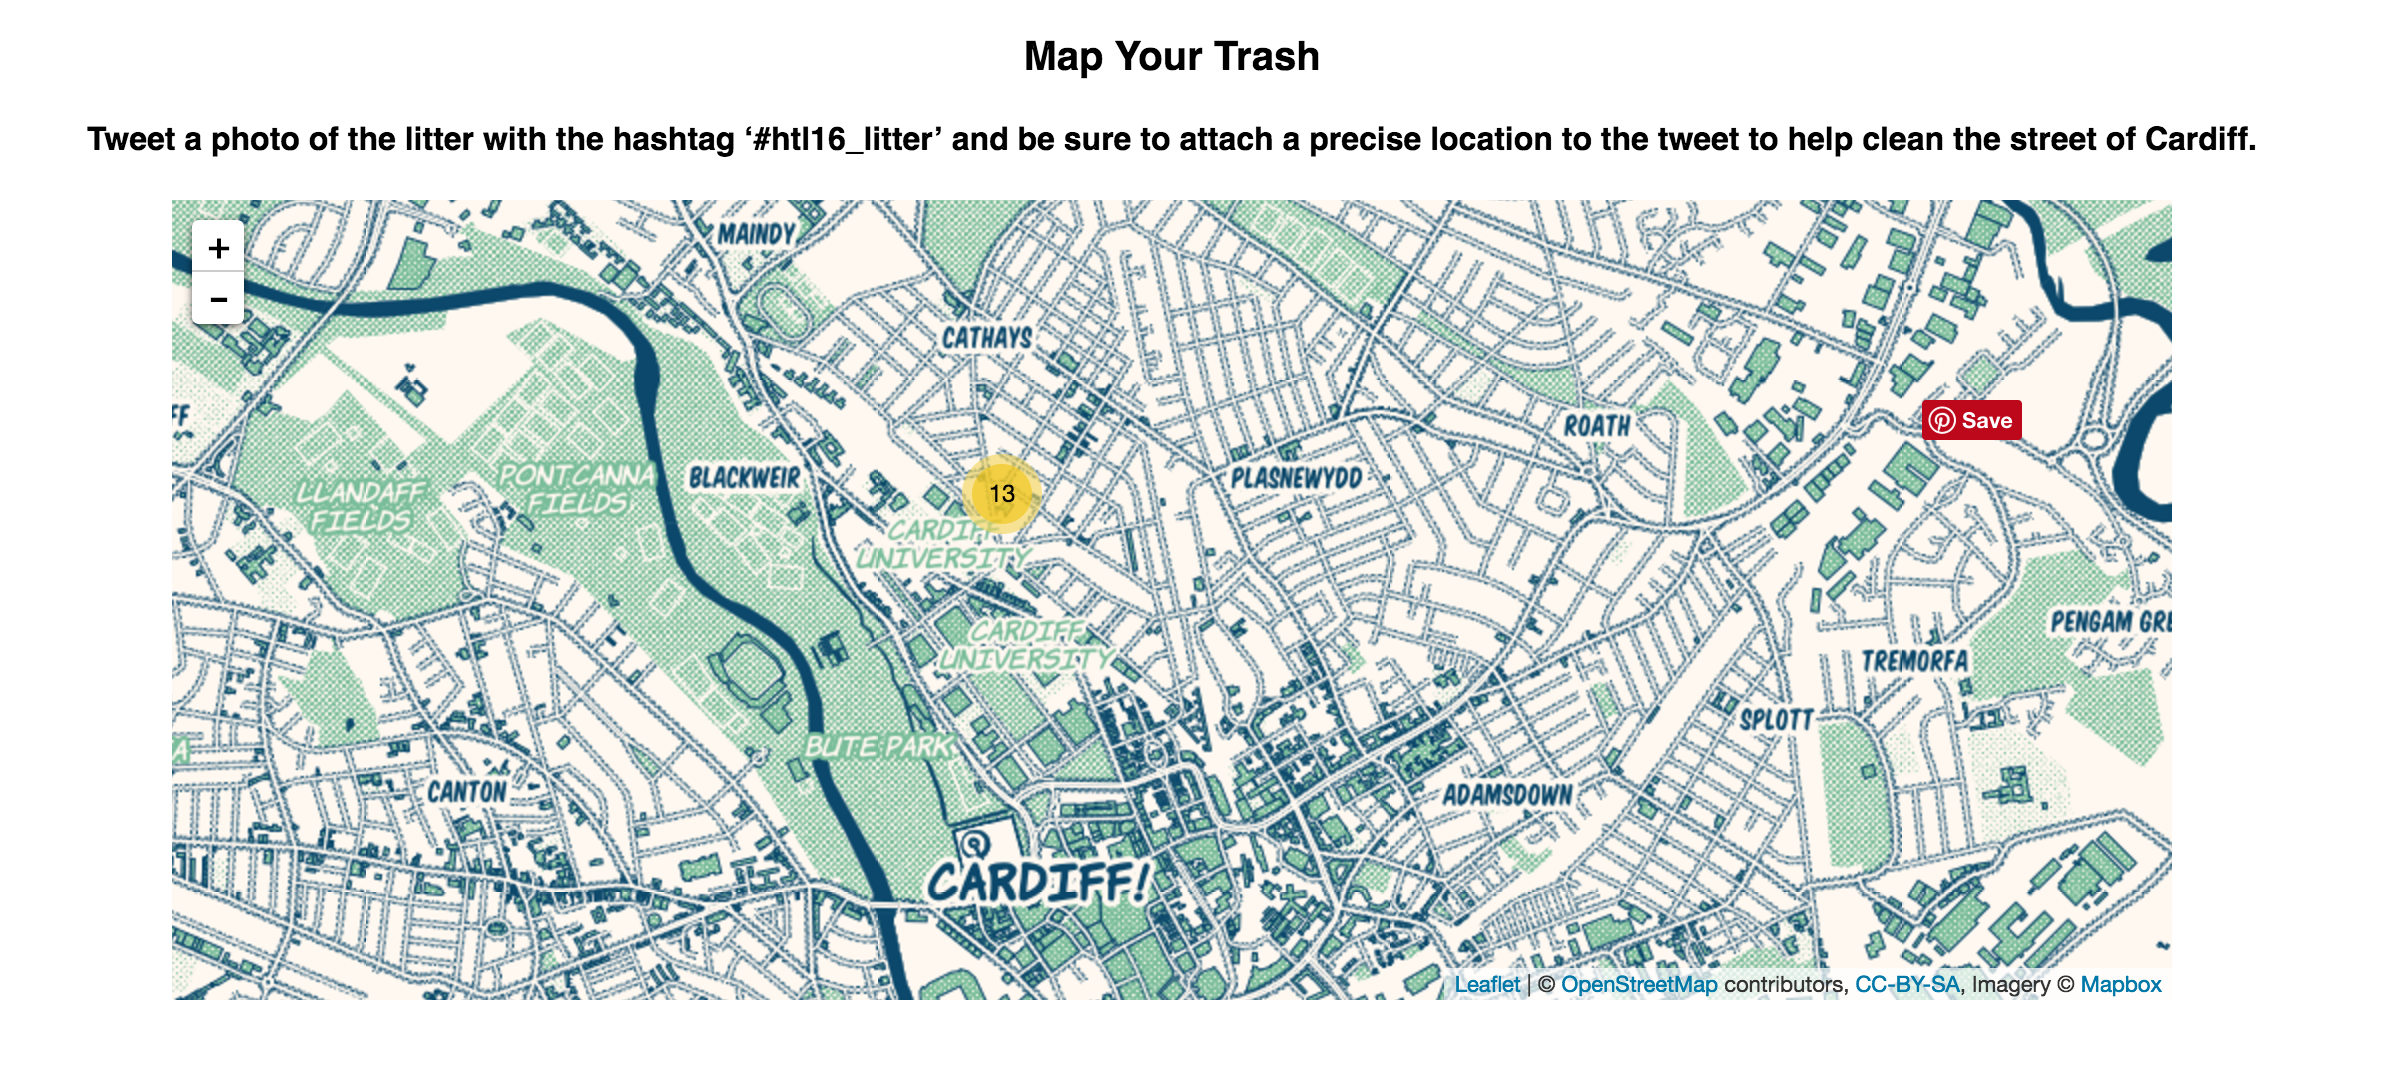 Map Your Trash
Tweet a photo of the litter with the hashtag ‘#htl16_litter’ and be sure to attach a precise location to the tweet to help clean the street of Cardiff.
+
-
MAINDY
CATHAYS
FF
ROATH
Save
LLANDAFF
FIELDS
PONTCANNA
FIELDS
BLACKWEIR
13
PLASNEWYDD
CARDIFF
UNIVERSITY
CARDIFF
UNIVERSITY
PENGAM GRE
TREMORFA
SPLOTT
A
BUTE PARK
CANTON
ADAMSDOWN
CARDIFF!
Leaflet | © OpenStreetMap contributors, CC-BY-SA, Imagery © Mapbox